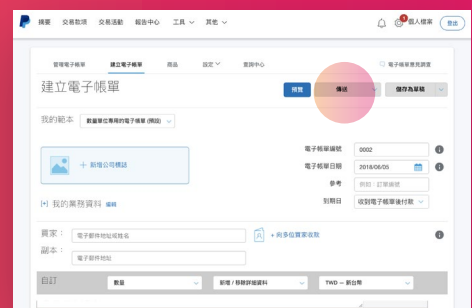 摘要 交易款項 交易活動 報告中心 工具 其他 個人檔案 登出
管理電子帳單 建立電子帳單 商品 設定 查詢中心 電子帳單意見調查
建立電子帳單 預覽 傳送 儲存為草稿
我的範本 數量單位專用的電子帳單 (預設)
電子帳單編號 0002
+ 新增公司標誌 電子帳單日期 2018/06/05
參考 例如:訂單編號
[+] 我的業務資料 編輯 到期日 收到電子帳單後付款
買家: 電子郵件地址或姓名 + 向多位買家收款
副本: 電子郵件地址
自訂 數量 新增 / 移除詳細資料 TWD — 新台幣